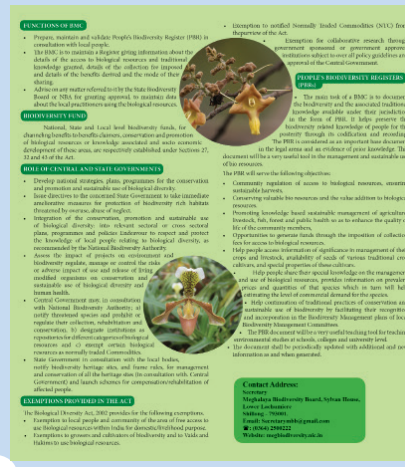 FUNCTIONS OF BMC
• Prepare, maintain and validate People's Biodiversity Register (PBR) in
consultation with local people.
• The BMC is to maintain a Register giving information about the
details of the access to biological resources and traditional
knowledge granted, details of the collection fee imposed
and details of the benefits derived and the mode of their
sharing.
• Advise on any matter referred to it by the State Biodiversity
Board or NBA for granting approval, to maintain data
about the local practitioners using the biological resources.
BIODIVERSITY FUND
National, State and Local level biodiversity funds, for
channeling benefits to benefits claimers, conservation and promotion
of biological resources or knowledge associated and socio economic
development of these areas, are respectively established under Sections 27,
32 and 43 of the Act.
ROLE OF CENTRAL AND STATE GOVERNMENTS
• Develop national strategies, plans, programmes for the conservation
and promotion and sustainable use of biological diversity.
• Issue directives to the concerned State Government to take immediate
ameliorative measures for protection of biodiversity rich habitats
threatened by overuse, abuse or neglect.
• Integration of the conservation, promotion and sustainable use
of biological diversity into relevant sectoral or cross sectoral
plans, programmes and policies Endeavour to respect and protect
the knowledge of local people relating to biological diversity, as
recommended by the National Biodiversity Authority.
• Assess the impact of projects on environment and
biodiversity regulate, manage or control the risks
or adverse impact of use and release of living
modified organisms on conservation and
sustainable use of biological diversity and
human health.
• Central Government may, in consultation
with National Biodiversity Authority, a)
notify threatened species and prohibit or
regulate their collection, rehabilitation and
conservation, b) designate institutions as
repositories for different categories of biological
resources and c) exempt certain biological
resources as normally traded Commodities.
• State Government in consultation with the local bodies,
notify biodiversity heritage sites, and frame rules, for management
and conservation of all the heritage sites (in consultation with Central
Government) and launch schemes for compensation/rehabilitation of
affected people.
EXEMPTIONS PROVIDED IN THE ACT
The Biological Diversity Act, 2002 provides for the following exemptions.
• Exemption to local people and community of the area of free access to
use Biological resources within India for domestic/livelihood purpose.
• Exemptions to growers and cultivators of biodiversity and to Vaids and
Hakims to use biological resources.
• Exemption to notified Normally Traded Commodities (NTC) from
the purview of the Act.
• Exemption for collaborative research through
government sponsored or government approved
institutions subject to over all policy guidelines and
approval of the Central Government.
PEOPLE'S BIODIVERSITY REGISTERS
(PBRs)
• The main task of a BMC is to document
the biodiversity and the associated traditional
knowledge available under their jurisdiction
in the form of PBR. It helps preserve the
biodiversity related knowledge of people for the
posterity through its codification and recording.
The PBR is considered as an important base document
in the legal arena and as evidence of prior knowledge. The
document will be a very useful tool in the management and sustainable use
of bio resources.
The PBR will serve the following objectives:
• Community regulation of access to biological resources, ensuring
sustainable harvests.
• Conserving valuable bio resources and the value addition to biological
resources.
• Promoting knowledge based sustainable management of agriculture,
livestock, fish, forest and public health so as to enhance the quality of
life of the community members.
• Opportunities to generate funds through the imposition of collection
fees for access to biological resources.
• Help people access information of significance to management of their
crops and livestock, availability of seeds of various traditional crop
cultivars, and special properties of these cultivars.
• Help people share their special knowledge on the management
and use of biological resources, provides information on prevalent
prices and quantities of that species which in turn will help
estimating the level of commercial demand for the species.
• Help continuation of traditional practices of conservation and
sustainable use of biodiversity by facilitating their recognition
and incorporation in the Biodiversity Management plans of local
Biodiversity Management Committees.
• The PBR document will be a very useful teaching tool for teaching
environmental studies at schools, colleges and university level.
• The document shall be periodically updated with additional and new
information as and when generated.
Contact Address:
Secretary
Meghalaya Biodiversity Board, Sylvan House,
Lower Lachumiere
Shillong - 793001.
Website: megbiodiversity.nic.in